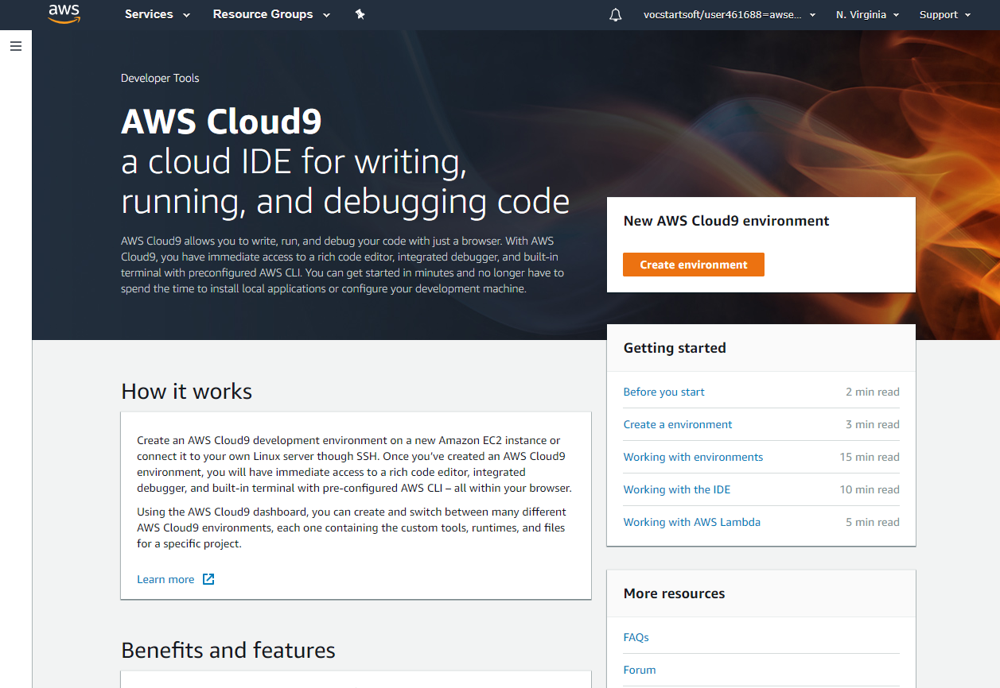 aws
Services
Resource Groups
vocstartsoft/user461688=awse...
N. Virginia
Support
Developer Tools
AWS Cloud9
a cloud IDE for writing,
running, and debugging code
AWS Cloud9 allows you to write, run, and debug your code with just a browser. With AWS
Cloud9, you have immediate access to a rich code editor, integrated debugger, and built-in
terminal with preconfigured AWS CLI. You can get started in minutes and no longer have to
spend the time to install local applications or configure your development machine.
New AWS Cloud9 environment
Create environment
Getting started
Before you start 2 min read
Create a environment 3 min read
Working with environments 15 min read
Working with the IDE 10 min read
Working with AWS Lambda 5 min read
How it works
Create an AWS Cloud9 development environment on a new Amazon EC2 instance or
connect it to your own Linux server though SSH. Once you’ve created an AWS Cloud9
environment, you will have immediate access to a rich code editor, integrated
debugger, and built-in terminal with pre-configured AWS CLI – all within your browser.
Using the AWS Cloud9 dashboard, you can create and switch between many different
AWS Cloud9 environments, each one containing the custom tools, runtimes, and files
for a specific project.
Learn more
More resources
FAQs
Forum
Benefits and features